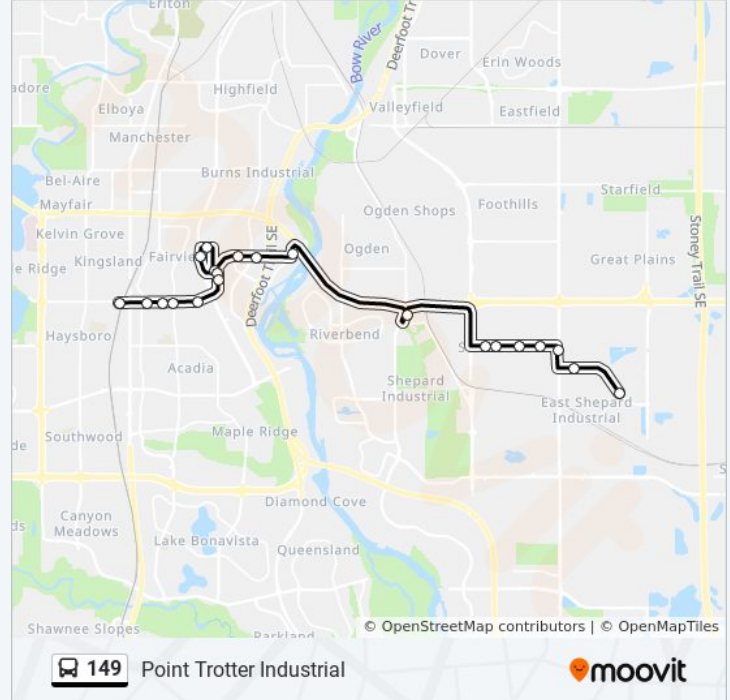 Erlton
Bow River
Deerfoot Tr
Dover
Erin Woods
adore
Highfield
Valleyfield
Elboya
Eastfield
Manchester
Bel-Aire
Burns Industrial
Starfield
Mayfair
Ogden Shops
Foothills
Kelvin Grove
Stoney Trail SE
e Ridge
Kingsland
Fairvie
Deerfoot Trail SE
Ogden
Great Plains
Haysboro
Riverbend
S
Acadia
Shepard
Industrial
East Shepard
Industrial
Southwood
Maple Ridge
de
S
Diamond Cove
Canyon
Meadows
ds
Lake Bonavista
Queensland
Shawnee Slopes
Parkland
© OpenStreetMap contributors | © OpenMapTiles
149 Point Trotter Industrial
moovit